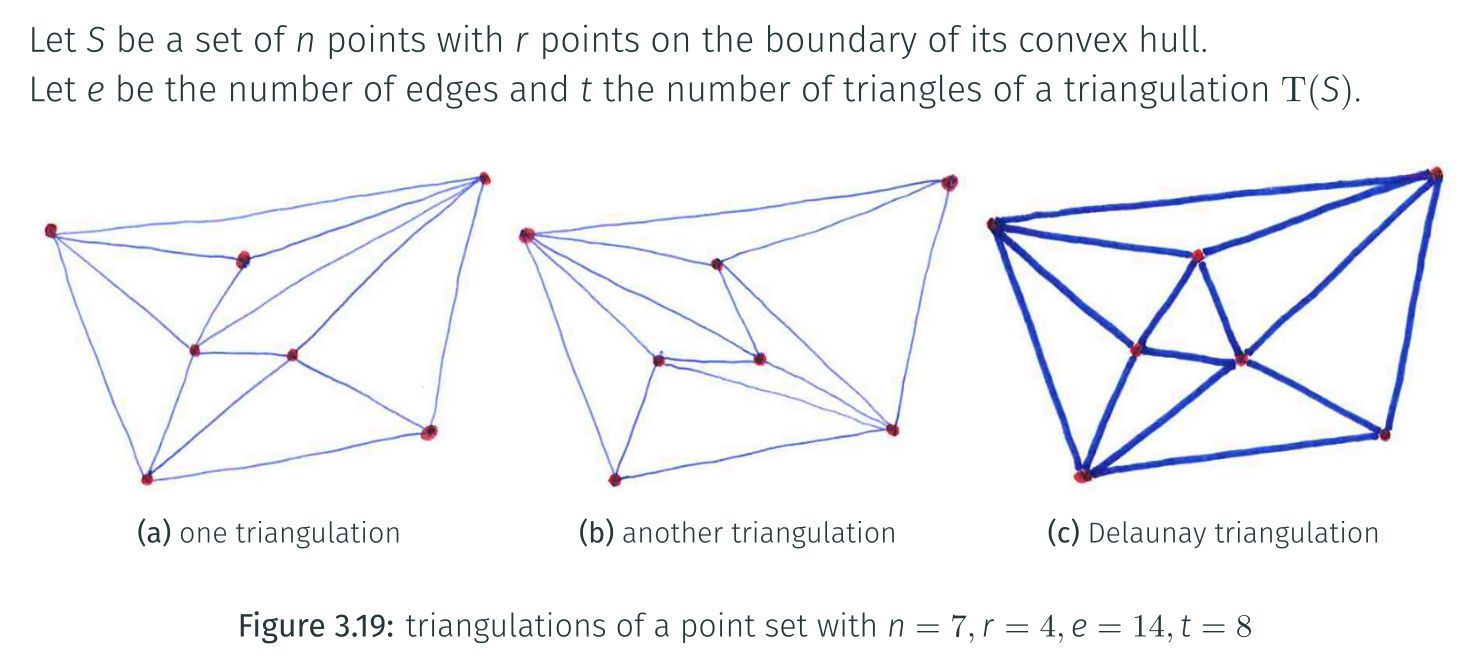 Let S be a set of n points with r points on the boundary of its convex hull.
Let e be the number of edges and t the number of triangles of a triangulation T(S).
(a) one triangulation
(b) another triangulation
(c) Delaunay triangulation
Figure 3.19: triangulations of a point set with n = 7, r = 4, e = 14, t = 8